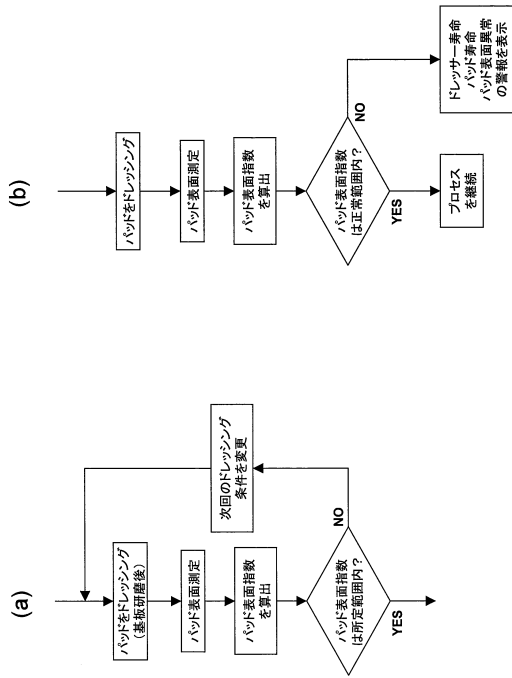 (a)
パッドをドレッシング
(基板研磨後)
パッド表面測定
パッド表面指数
を算出
パッド表面指数
は所定範囲内?
YES
NO
次回のドレッシング
条件を変更
(b)
パッドをドレッシング
パッド表面測定
パッド表面指数
を算出
パッド表面指数
は正常範囲内?
YES
NO
プロセス
を継続
ドレッサー寿命
パッド寿命
パッド表面異常
の警報を表示